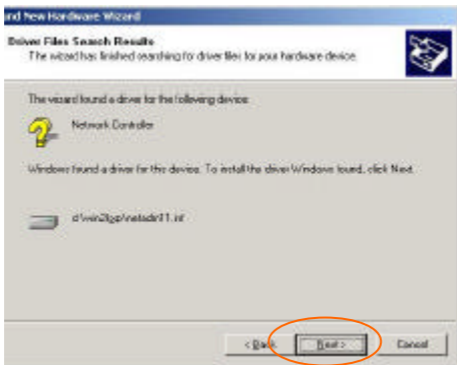 und New Hardware Wizard
Driver Files Search Results
The wizard has finished searching for driver files for your hardware device.
The wizard found a driver for the following device:
Network Controller
Windows found a driver for this device. To install the driver Windows found, click Next.
< Back
Next >
Cancel